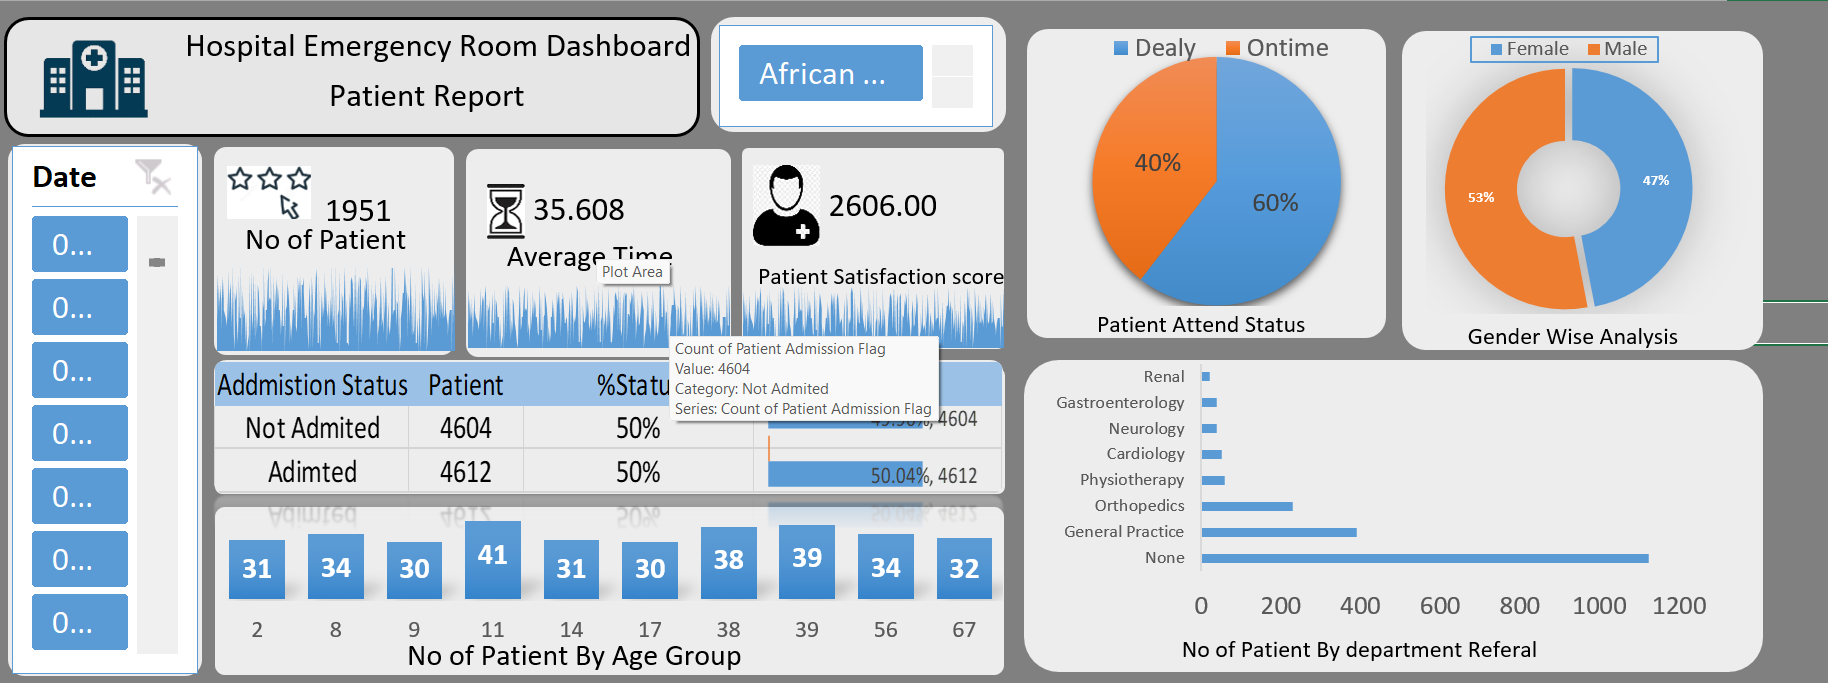 Hospital Emergency Room Dashboard
Patient Report
African ...
Date
0...
0...
0...
0...
0...
0...
0...
1951
No of Patient
35.608
Average Time
Plot Area
2606.00
Patient Satisfaction score
Count of Patient Admission Flag
Value: 4604
Category: Not Admited
Series: Count of Patient Admission Flag
Addmistion Status Patient %Statu
Not Admited 4604 50% 4604
Adimted 4612 50% 50.04%, 4612
31 34 30 41 31 30 38 39 34 32
2 8 9 11 14 17 38 39 56 67
No of Patient By Age Group
Dealy Ontime
40%
60%
Patient Attend Status
Female Male
53%
47%
Gender Wise Analysis
Renal
Gastroenterology
Neurology
Cardiology
Physiotherapy
Orthopedics
General Practice
None
0 200 400 600 800 1000 1200
No of Patient By department Referal